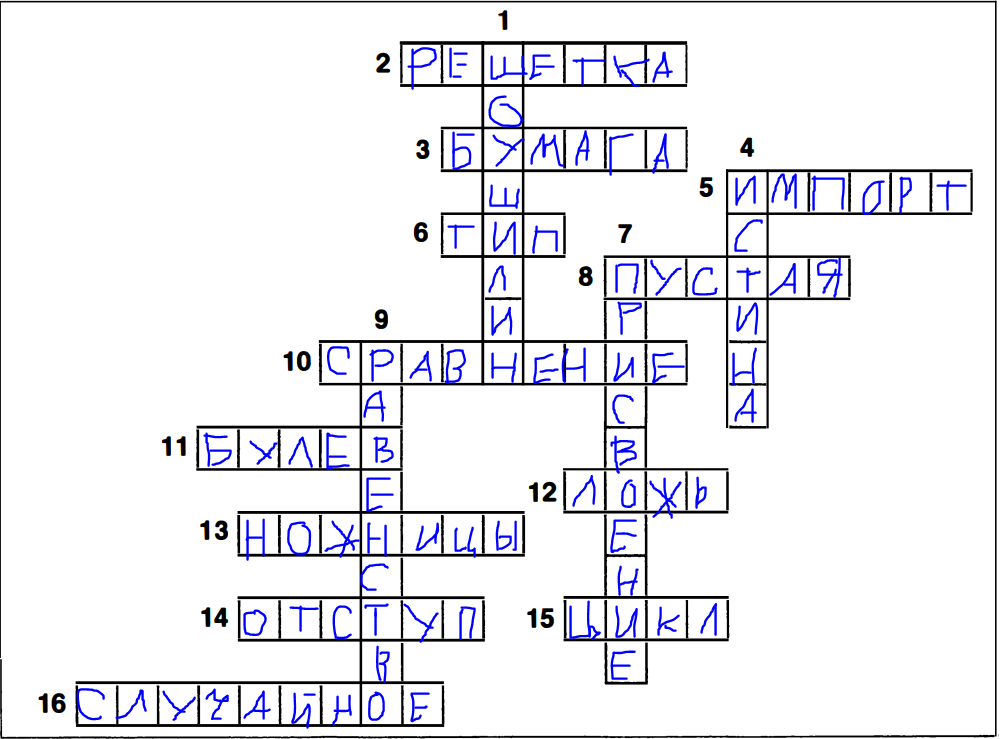 1
2 РЕШЕТКА
О
3 БУМАГА 4
Ш 5 ИМПОРТ
6 ТИП 7 С
Л 8 ПУСТАЯ
9 И Р И
10 СРАВНЕНИЕ Н
А С А
11 БУЛЕВ В
Е 12 ЛОЖЬ
13 НОЖНИЦЫ Е
С Н
14 ОТСТУП 15 ЦИКЛ
В Е
16 СЛУЧАЙНОЕ